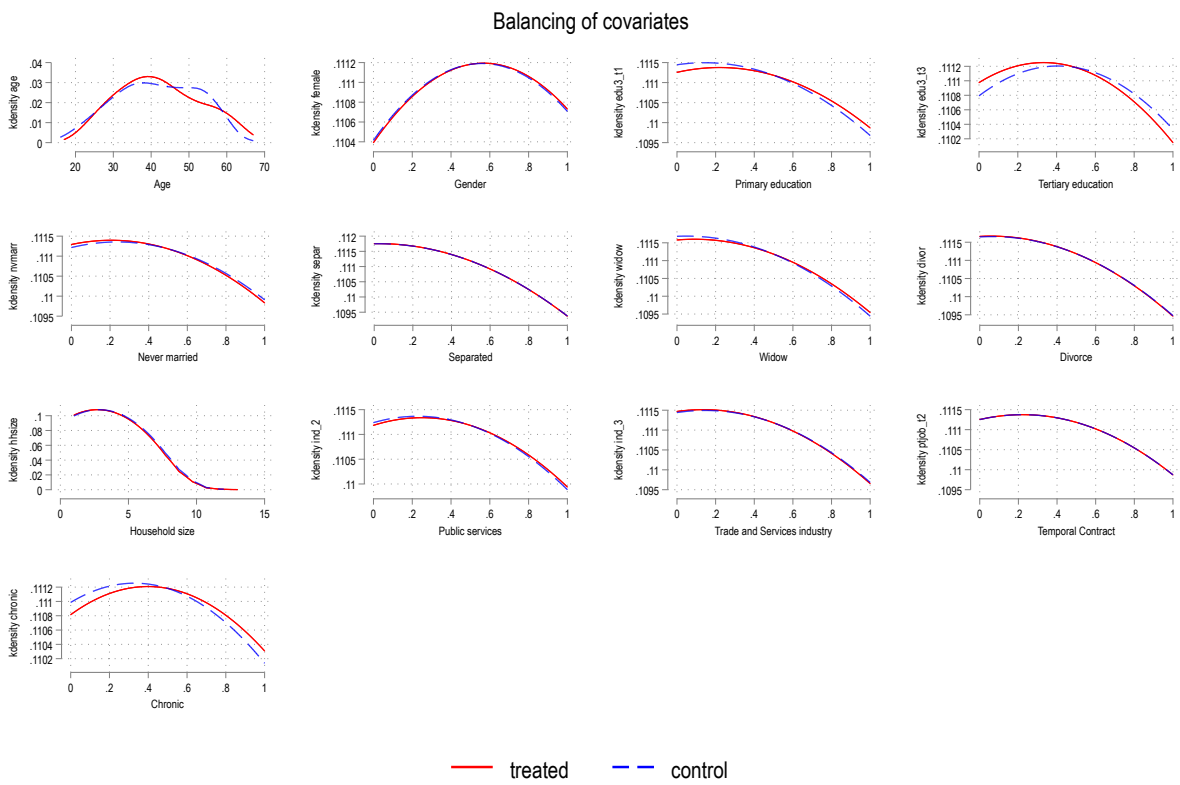 Balancing of covariates
kdensity age
.04
.03
.02
.01
0
20 30 40 50 60 70
Age
kdensity female
.1112
.111
.1108
.1106
.1104
0 .2 .4 .6 .8 1
Gender
kdensity edu3_t1
.1115
.111
.1105
.11
.1095
0 .2 .4 .6 .8 1
Primary education
kdensity edu3_t3
.1112
.111
.1108
.1106
.1104
.1102
0 .2 .4 .6 .8 1
Tertiary education
kdensity nvmarr
.1115
.111
.1105
.11
.1095
0 .2 .4 .6 .8 1
Never married
kdensity separ
.112
.1115
.111
.1105
.11
.1095
0 .2 .4 .6 .8 1
Separated
kdensity widow
.1115
.111
.1105
.11
.1095
0 .2 .4 .6 .8 1
Widow
kdensity divor
.1115
.111
.1105
.11
.1095
0 .2 .4 .6 .8 1
Divorce
kdensity hhsize
.1
.08
.06
.04
.02
0
0 5 10 15
Household size
kdensity ind_2
.1115
.111
.1105
.11
0 .2 .4 .6 .8 1
Public services
kdensity ind_3
.1115
.111
.1105
.11
.1095
0 .2 .4 .6 .8 1
Trade and Services industry
kdensity ptjob_t2
.1115
.111
.1105
.11
.1095
0 .2 .4 .6 .8 1
Temporal Contract
kdensity chronic
.1112
.111
.1108
.1106
.1104
.1102
0 .2 .4 .6 .8 1
Chronic
treated control